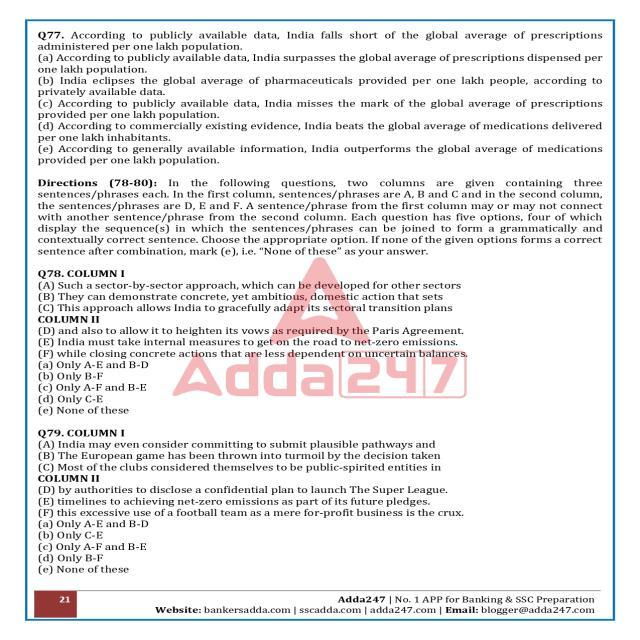 Q77. According to publicly available data, India falls short of the global average of prescriptions
administered per one lakh population.
(a) According to publicly available data, India surpasses the global average of prescriptions dispensed per
one lakh population.
(b) India eclipses the global average of pharmaceuticals provided per one lakh people, according to
privately available data.
(c) According to publicly available data, India misses the mark of the global average of prescriptions
provided per one lakh population.
(d) According to commercially existing evidence, India beats the global average of medications delivered
per one lakh inhabitants.
(e) According to generally available information, India outperforms the global average of medications
provided per one lakh population.
Directions (78-80): In the following questions, two columns are given containing three
sentences/phrases each. In the first column, sentences/phrases are A, B and C and in the second column,
the sentences/phrases are D, E and F. A sentence/phrase from the first column may or may not connect
with another sentence/phrase from the second column. Each question has five options, four of which
display the sequence(s) in which the sentences/phrases can be joined to form a grammatically and
contextually correct sentence. Choose the appropriate option. If none of the given options forms a correct
sentence after combination, mark (e), i.e. “None of these” as your answer.
Q78. COLUMN I
(A) Such a sector-by-sector approach, which can be developed for other sectors
(B) They can demonstrate concrete, yet ambitious, domestic action that sets
(C) This approach allows India to gracefully adapt its sectoral transition plans
COLUMN II
(D) and also to allow it to heighten its vows as required by the Paris Agreement.
(E) India must take internal measures to get on the road to net-zero emissions.
(F) while closing concrete actions that are less dependent on uncertain balances.
(a) Only A-E and B-D
(b) Only B-F
(c) Only A-F and B-E
(d) Only C-E
(e) None of these
Adda247
Q79. COLUMN I
(A) India may even consider committing to submit plausible pathways and
(B) The European game has been thrown into turmoil by the decision taken
(C) Most of the clubs considered themselves to be public-spirited entities in
COLUMN II
(D) by authorities to disclose a confidential plan to launch The Super League.
(E) timelines to achieving net-zero emissions as part of its future pledges.
(F) this excessive use of a football team as a mere for-profit business is the crux.
(a) Only A-E and B-D
(b) Only C-E
(c) Only A-F and B-E
(d) Only B-F
(e) None of these
21
Adda247 | No. 1 APP for Banking & SSC Preparation
Website: bankersadda.com | sscadda.com | adda247.com | Email: blogger@adda247.com